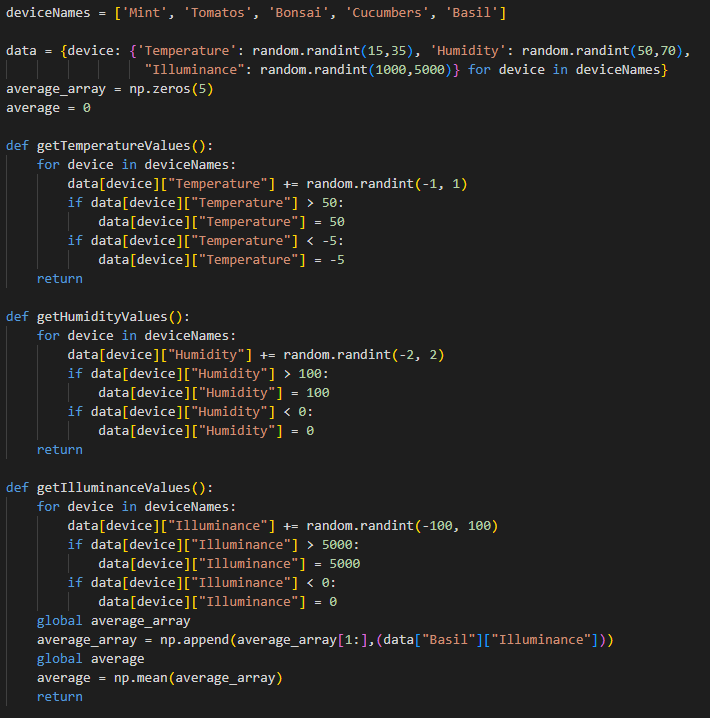 deviceNames = ['Mint', 'Tomatos', 'Bonsai', 'Cucumbers', 'Basil']

data = {device: {'Temperature': random.randint(15,35), 'Humidity': random.randint(50,70),
                  "Illuminance": random.randint(1000,5000)} for device in deviceNames}
average_array = np.zeros(5)
average = 0

def getTemperatureValues():
    for device in deviceNames:
        data[device]["Temperature"] += random.randint(-1, 1)
        if data[device]["Temperature"] > 50:
            data[device]["Temperature"] = 50
        if data[device]["Temperature"] < -5:
            data[device]["Temperature"] = -5
    return

def getHumidityValues():
    for device in deviceNames:
        data[device]["Humidity"] += random.randint(-2, 2)
        if data[device]["Humidity"] > 100:
            data[device]["Humidity"] = 100
        if data[device]["Humidity"] < 0:
            data[device]["Humidity"] = 0
    return

def getIlluminanceValues():
    for device in deviceNames:
        data[device]["Illuminance"] += random.randint(-100, 100)
        if data[device]["Illuminance"] > 5000:
            data[device]["Illuminance"] = 5000
        if data[device]["Illuminance"] < 0:
            data[device]["Illuminance"] = 0
    global average_array
    average_array = np.append(average_array[1:],(data["Basil"]["Illuminance"]))
    global average
    average = np.mean(average_array)
    return